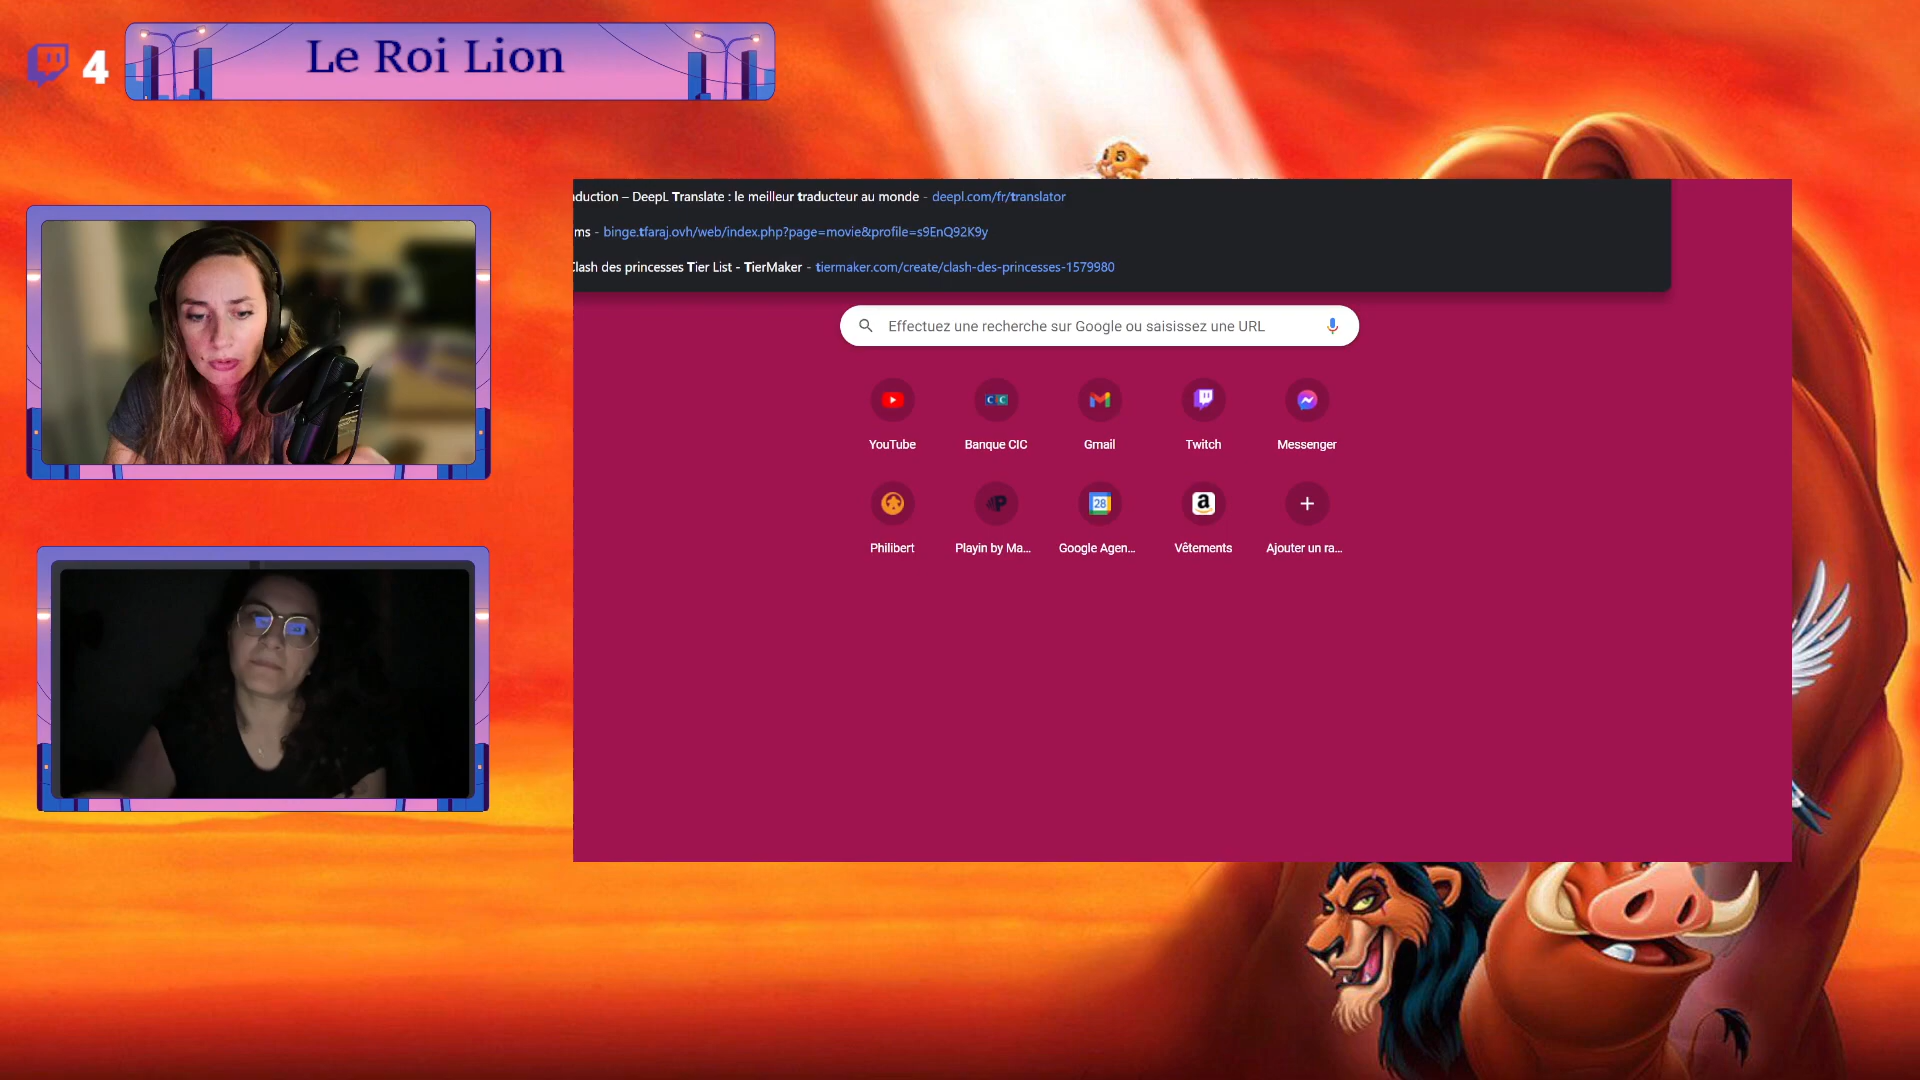 4
Le Roi Lion
duction – DeepL Translate : le meilleur traducteur au monde - deepl.com/fr/translator
ms - binge.tfaraj.ovh/web/index.php?page=movie&profile=s9EnQ92K9y
Clash des princesses Tier List - TierMaker - tiermaker.com/create/clash-des-princesses-1579980
Effectuez une recherche sur Google ou saisissez une URL
YouTube
Banque CIC
Gmail
Twitch
Messenger
28
Philibert
Playin by Ma...
Google Agen...
Vêtements
Ajouter un ra...